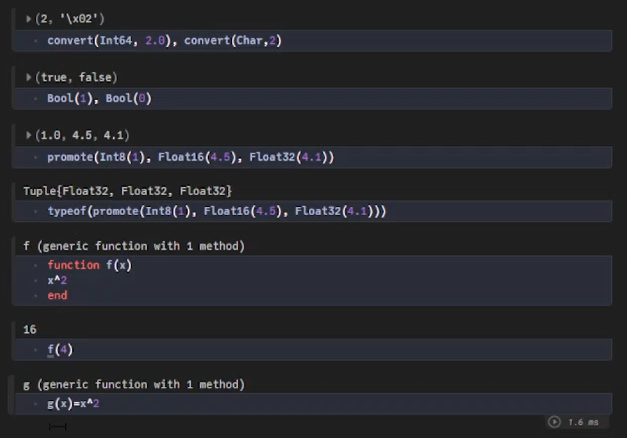 (2, '\x02')
convert(Int64, 2.0), convert(Char,2)
(true, false)
Bool(1), Bool(0)
(1.0, 4.5, 4.1)
promote(Int8(1), Float16(4.5), Float32(4.1))
Tuple{Float32, Float32, Float32}
typeof(promote(Int8(1), Float16(4.5), Float32(4.1)))
f (generic function with 1 method)
function f(x)
x^2
end
16
f(4)
g (generic function with 1 method)
g(x)=x^2
1.6 ms